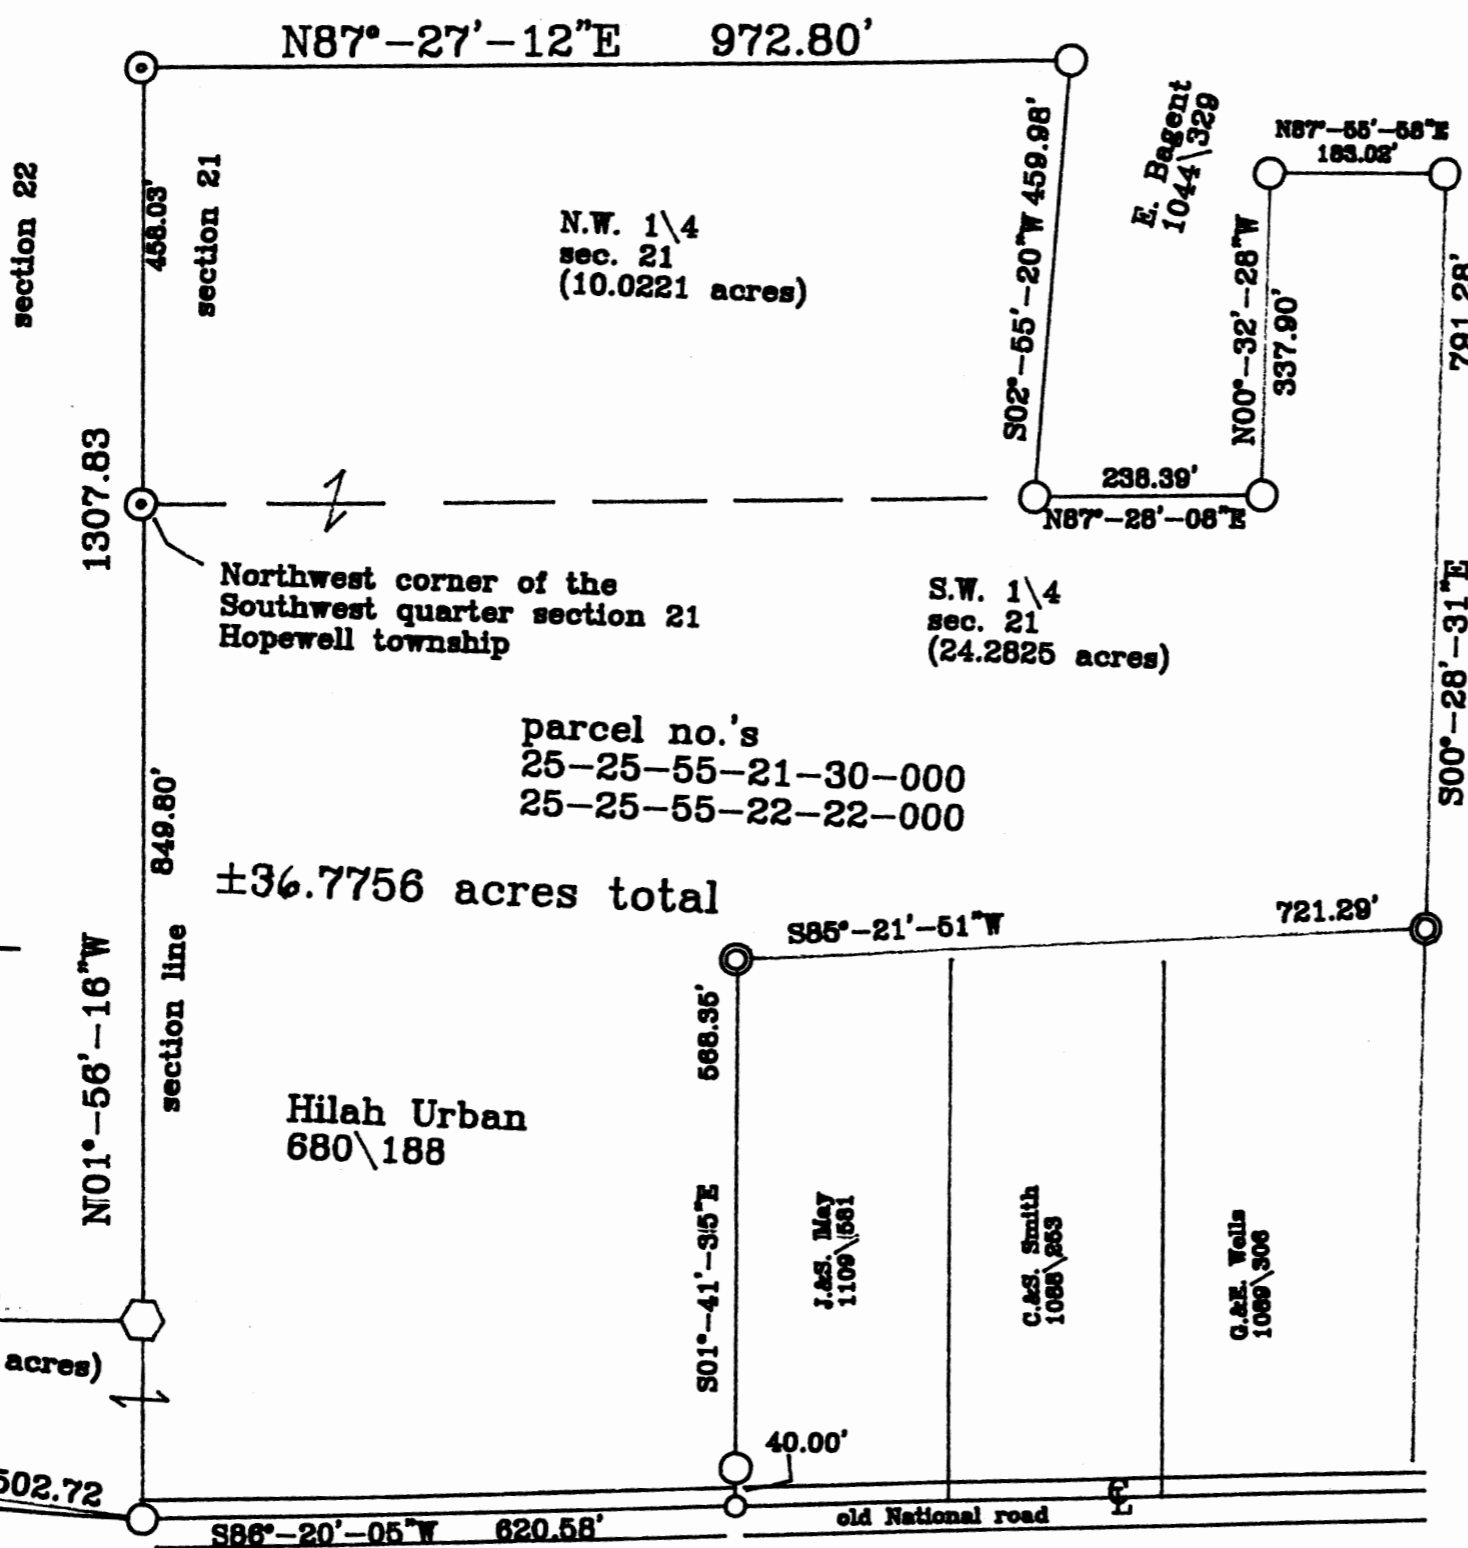 N87°-27'-12"E 972.80'
N87°-55'-58"E
183.02'
E. Bagent
1044\329
section 22
458.03'
section 21
N.W. 1\4
sec. 21
(10.0221 acres)
S02°-55'-20"W 459.98'
N00°-32'-28"W
337.90'
791.28'
S00°-28'-31"E
1307.83
N01°-56'-16"W
238.39'
N87°-28'-08"E
Northwest corner of the
Southwest quarter section 21
Hopewell township
S.W. 1\4
sec. 21
(24.2825 acres)
parcel no.'s
25-25-55-21-30-000
25-25-55-22-22-000
849.80'
section line
±36.7756 acres total
S85°-21'-51"W 721.29'
568.35'
S01°-41'-35"E
Hilah Urban
680\188
J.&S. May
1109\581
C.&S. Smith
1088\253
G.&E. Wells
1089\306
acres)
40.00'
502.72
S86°-20'-05"W 620.58'
old National road